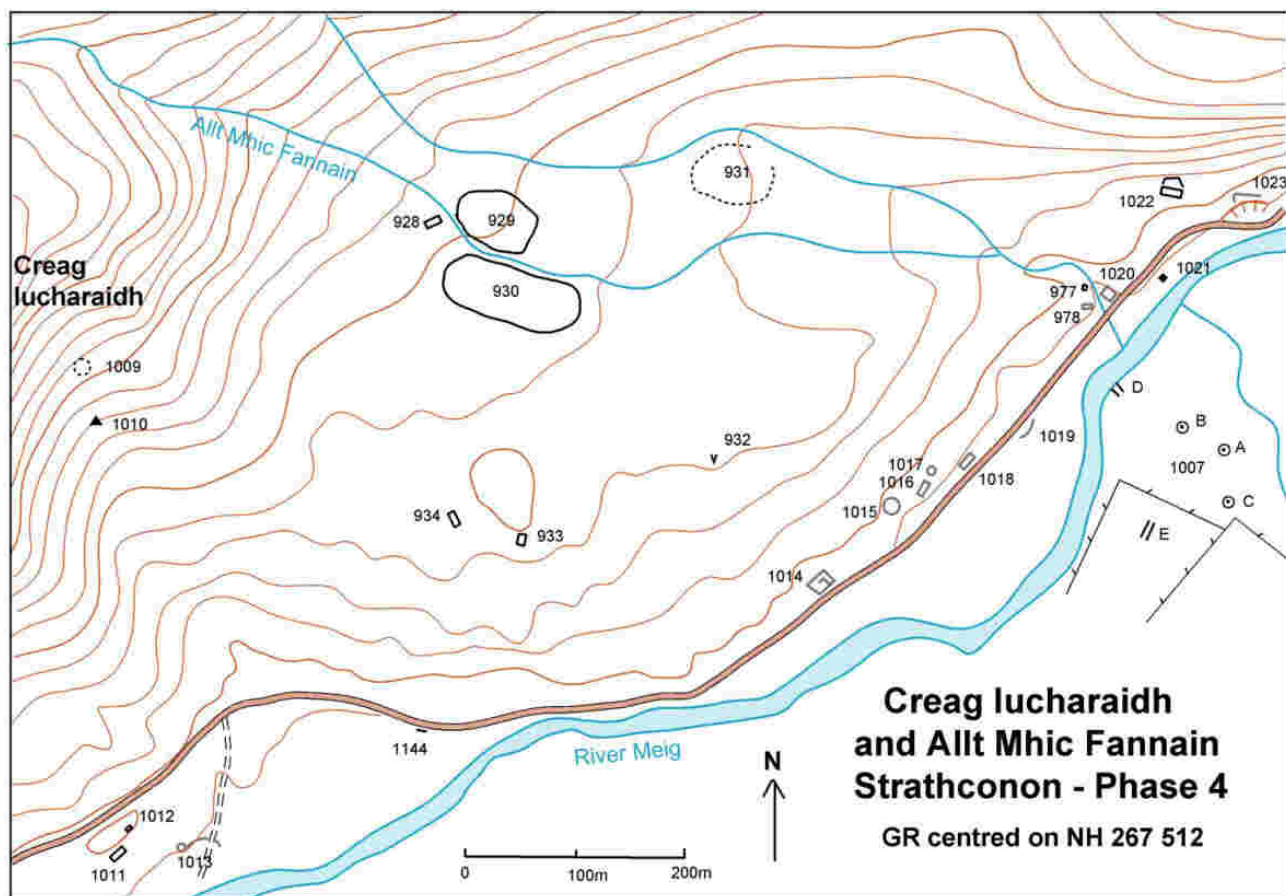 Allt Mhic Fannain
931
1022
1023
928
929
Creag
Iucharaidh
930
977
1020
1021
978
1009
D
1010
B
932
1019
A
1017
1007
1016
1018
1015
C
934
933
E
1014
Creag Iucharaidh
and Allt Mhic Fannain
Strathconon - Phase 4
GR centred on NH 267 512
1144
River Meig
N
1012
1013
1011
0
100m
200m